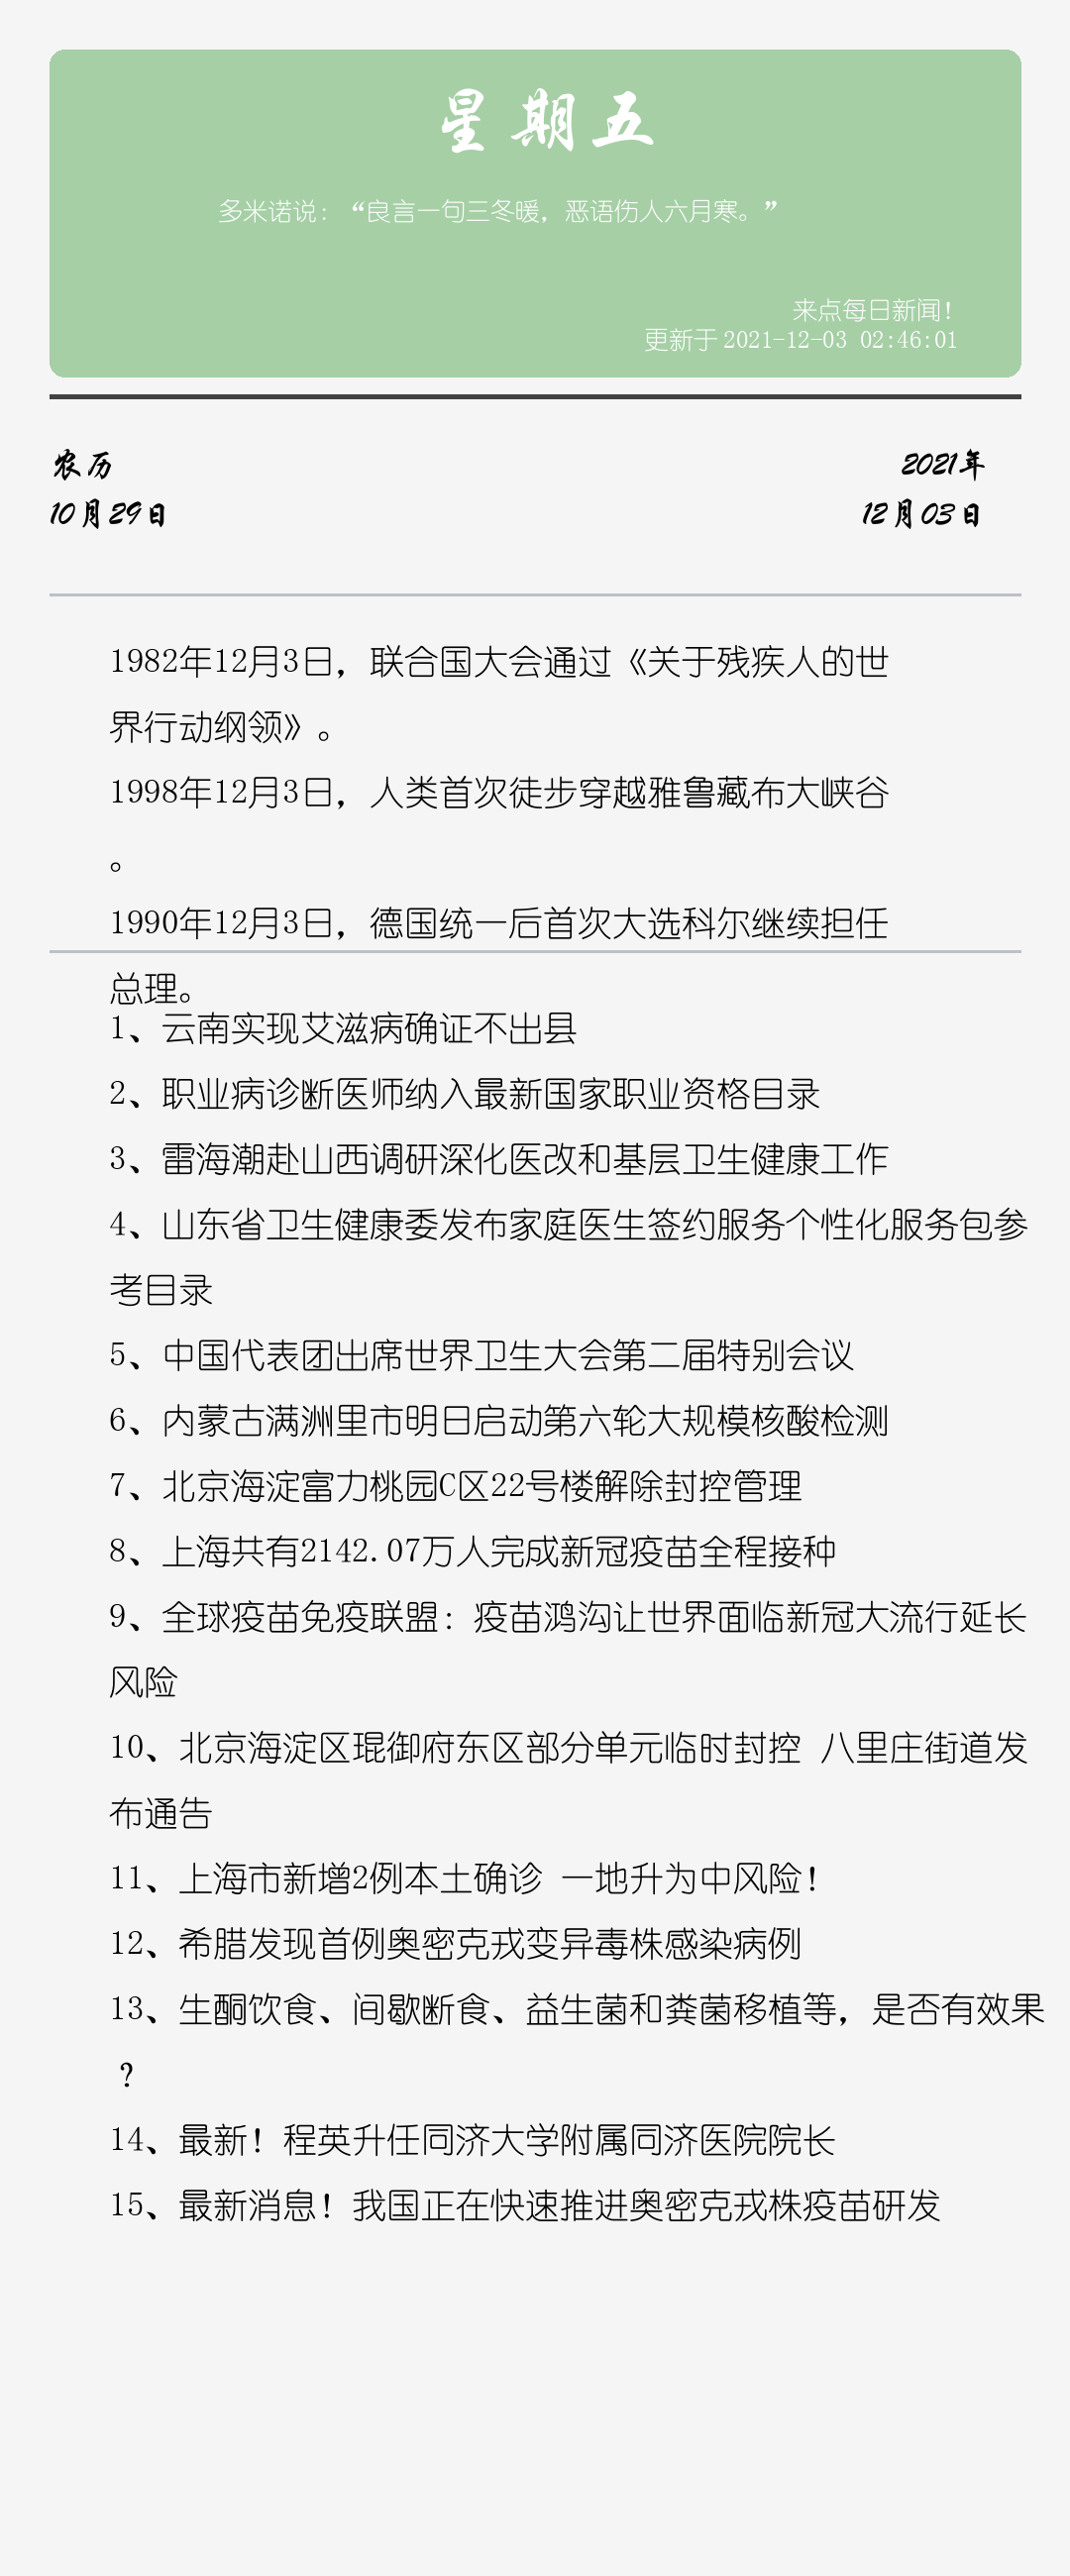 星期五
多米诺说：“良言一句三冬暖，恶语伤人六月寒。”
来点每日新闻！
更新于2021-12-03 02:46:01
农历
2021年
10月29日
12月03日
1982年12月3日，联合国大会通过《关于残疾人的世
界行动纲领》。
1998年12月3日，人类首次徒步穿越雅鲁藏布大峡谷
。
1990年12月3日，德国统一后首次大选科尔继续担任
总理。
1、云南实现艾滋病确证不出县
2、职业病诊断医师纳入最新国家职业资格目录
3、雷海潮赴山西调研深化医改和基层卫生健康工作
4、山东省卫生健康委发布家庭医生签约服务个性化服务包参
考目录
5、中国代表团出席世界卫生大会第二届特别会议
6、内蒙古满洲里市明日启动第六轮大规模核酸检测
7、北京海淀富力桃园C区22号楼解除封控管理
8、上海共有2142.07万人完成新冠疫苗全程接种
9、全球疫苗免疫联盟：疫苗鸿沟让世界面临新冠大流行延长
风险
10、北京海淀区琨御府东区部分单元临时封控 八里庄街道发
布通告
11、上海市新增2例本土确诊 一地升为中风险！
12、希腊发现首例奥密克戎变异毒株感染病例
13、生酮饮食、间歇断食、益生菌和粪菌移植等，是否有效果
？
14、最新！程英升任同济大学附属同济医院院长
15、最新消息！我国正在快速推进奥密克戎株疫苗研发